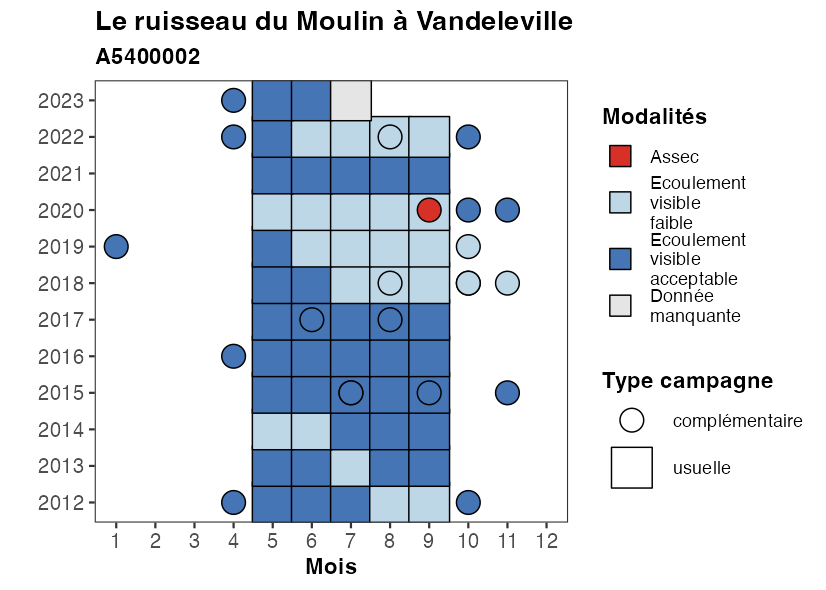 Le ruisseau du Moulin à Vandeleville
A5400002
2023
2022
2021
2020
2019
2018
2017
2016
2015
2014
2013
2012
1 2 3 4 5 6 7 8 9 10 11 12
Mois
Modalités
Assec
Ecoulement
visible
faible
Ecoulement
visible
acceptable
Donnée
manquante
Type campagne
complémentaire
usuelle